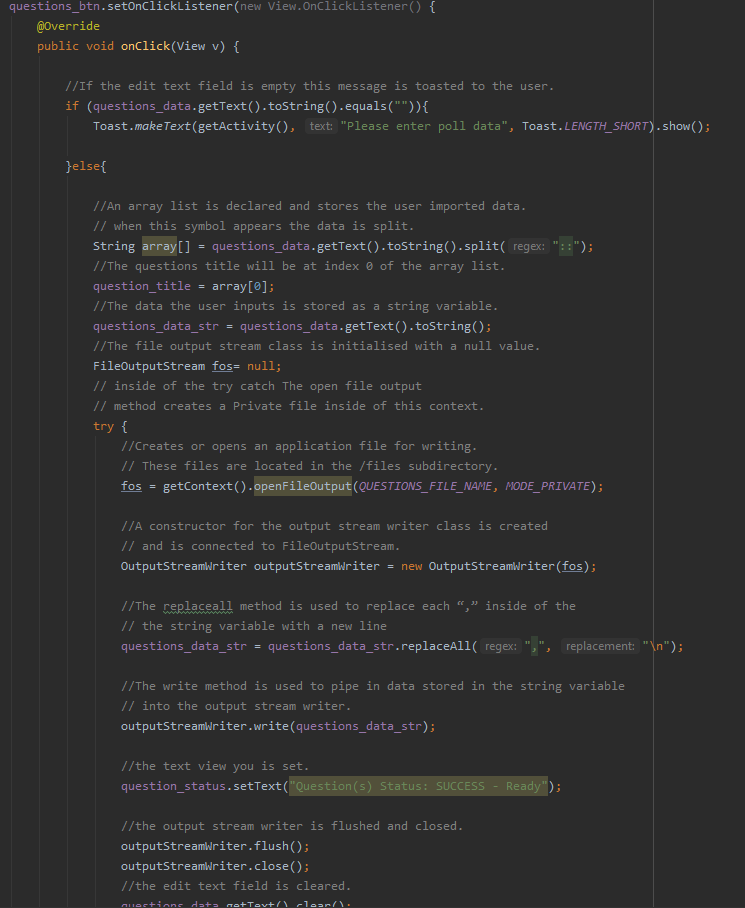 questions_btn.setOnClickListener(new View.OnClickListener() {
@Override
public void onClick(View v) {
//If the edit text field is empty this message is toasted to the user.
if (questions_data.getText().toString().equals("")){
Toast.makeText(getActivity(), text: "Please enter poll data", Toast.LENGTH_SHORT).show();
}else{
//An array list is declared and stores the user imported data.
// when this symbol appears the data is split.
String array[] = questions_data.getText().toString().split( regex: "::");
//The questions title will be at index 0 of the array list.
question_title = array[0];
//The data the user inputs is stored as a string variable.
questions_data_str = questions_data.getText().toString();
//The file output stream class is initialised with a null value.
FileOutputStream fos= null;
// inside of the try catch The open file output
// method creates a Private file inside of this context.
try {
//Creates or opens an application file for writing.
// These files are located in the /files subdirectory.
fos = getContext().openFileOutput(QUESTIONS_FILE_NAME, MODE_PRIVATE);
//A constructor for the output stream writer class is created
// and is connected to FileOutputStream.
OutputStreamWriter outputStreamWriter = new OutputStreamWriter(fos);
//The replaceall method is used to replace each “,” inside of the
// the string variable with a new line
questions_data_str = questions_data_str.replaceAll( regex: ",", replacement: "\n");
//The write method is used to pipe in data stored in the string variable
// into the output stream writer.
outputStreamWriter.write(questions_data_str);
//the text view you is set.
question_status.setText("Question(s) Status: SUCCESS - Ready");
//the output stream writer is flushed and closed.
outputStreamWriter.flush();
outputStreamWriter.close();
//the edit text field is cleared.
questions_data.getText().clear();